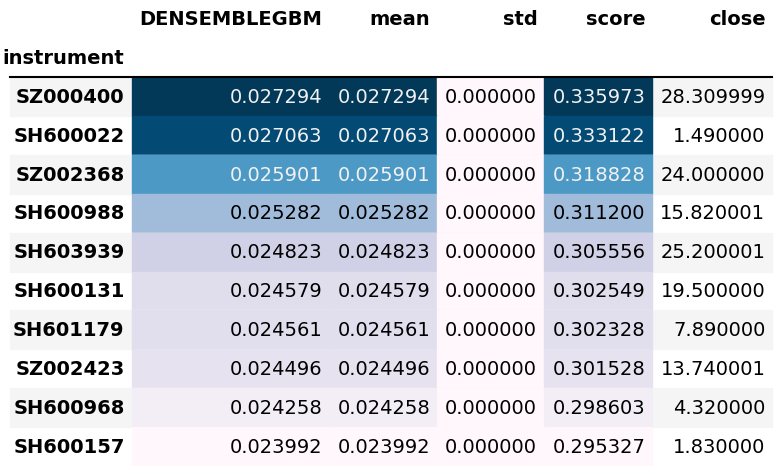 DENSEMBLEGBM mean std score close
instrument
SZ000400 0.027294 0.027294 0.000000 0.335973 28.309999
SH600022 0.027063 0.027063 0.000000 0.333122 1.490000
SZ002368 0.025901 0.025901 0.000000 0.318828 24.000000
SH600988 0.025282 0.025282 0.000000 0.311200 15.820001
SH603939 0.024823 0.024823 0.000000 0.305556 25.200001
SH600131 0.024579 0.024579 0.000000 0.302549 19.500000
SH601179 0.024561 0.024561 0.000000 0.302328 7.890000
SZ002423 0.024496 0.024496 0.000000 0.301528 13.740001
SH600968 0.024258 0.024258 0.000000 0.298603 4.320000
SH600157 0.023992 0.023992 0.000000 0.295327 1.830000